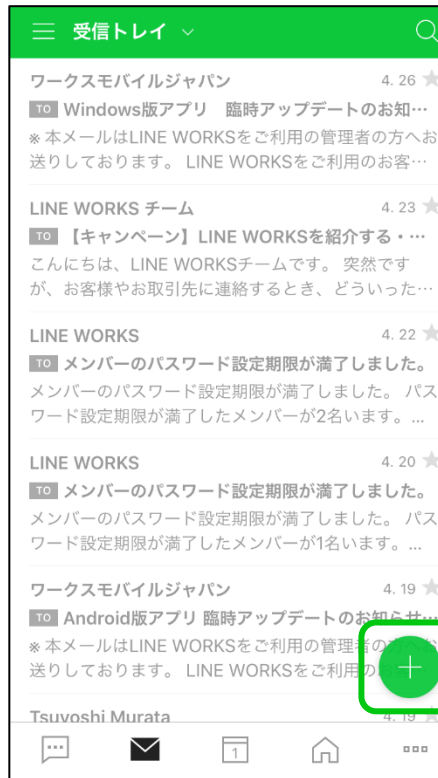 受信トレイ
ワークスモバイルジャパン 4. 26
TO Windows版アプリ 臨時アップデートのお知…
※ 本メールはLINE WORKSをご利用の管理者の方へお
送りしております。 LINE WORKSをご利用のお客…
LINE WORKS チーム 4. 23
TO 【キャンペーン】LINE WORKSを紹介する・…
こんにちは、LINE WORKSチームです。 突然です
が、お客様やお取引先に連絡するとき、どういった…
LINE WORKS 4. 22
TO メンバーのパスワード設定期限が満了しました。
メンバーのパスワード設定期限が満了しました。 パス
ワード設定期限が満了したメンバーが2名います。...
LINE WORKS 4. 20
TO メンバーのパスワード設定期限が満了しました。
メンバーのパスワード設定期限が満了しました。 パス
ワード設定期限が満了したメンバーが1名います。...
ワークスモバイルジャパン 4. 19
TO Android版アプリ 臨時アップデートのお知らせ…
※ 本メールはLINE WORKSをご利用の管理者の方へお
送りしております。 LINE WORKSをご利用の
Tsuyoshi Murata 4. 19
1